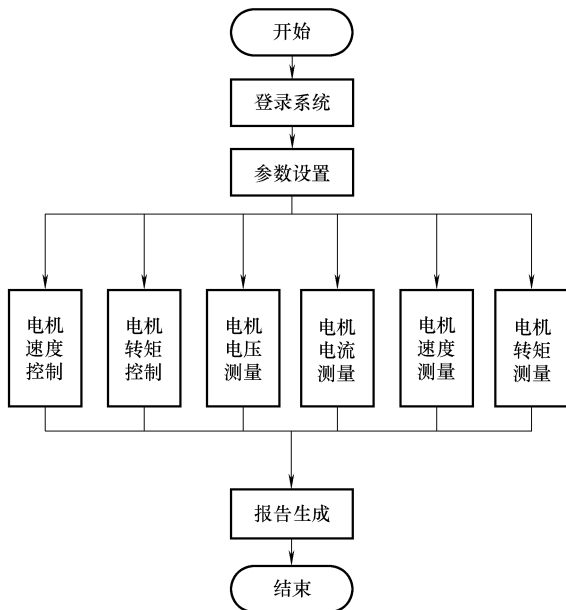 开始
登录系统
参数设置
电机
速度
控制
电机
转矩
控制
电机
电压
测量
电机
电流
测量
电机
速度
测量
电机
转矩
测量
报告生成
结束